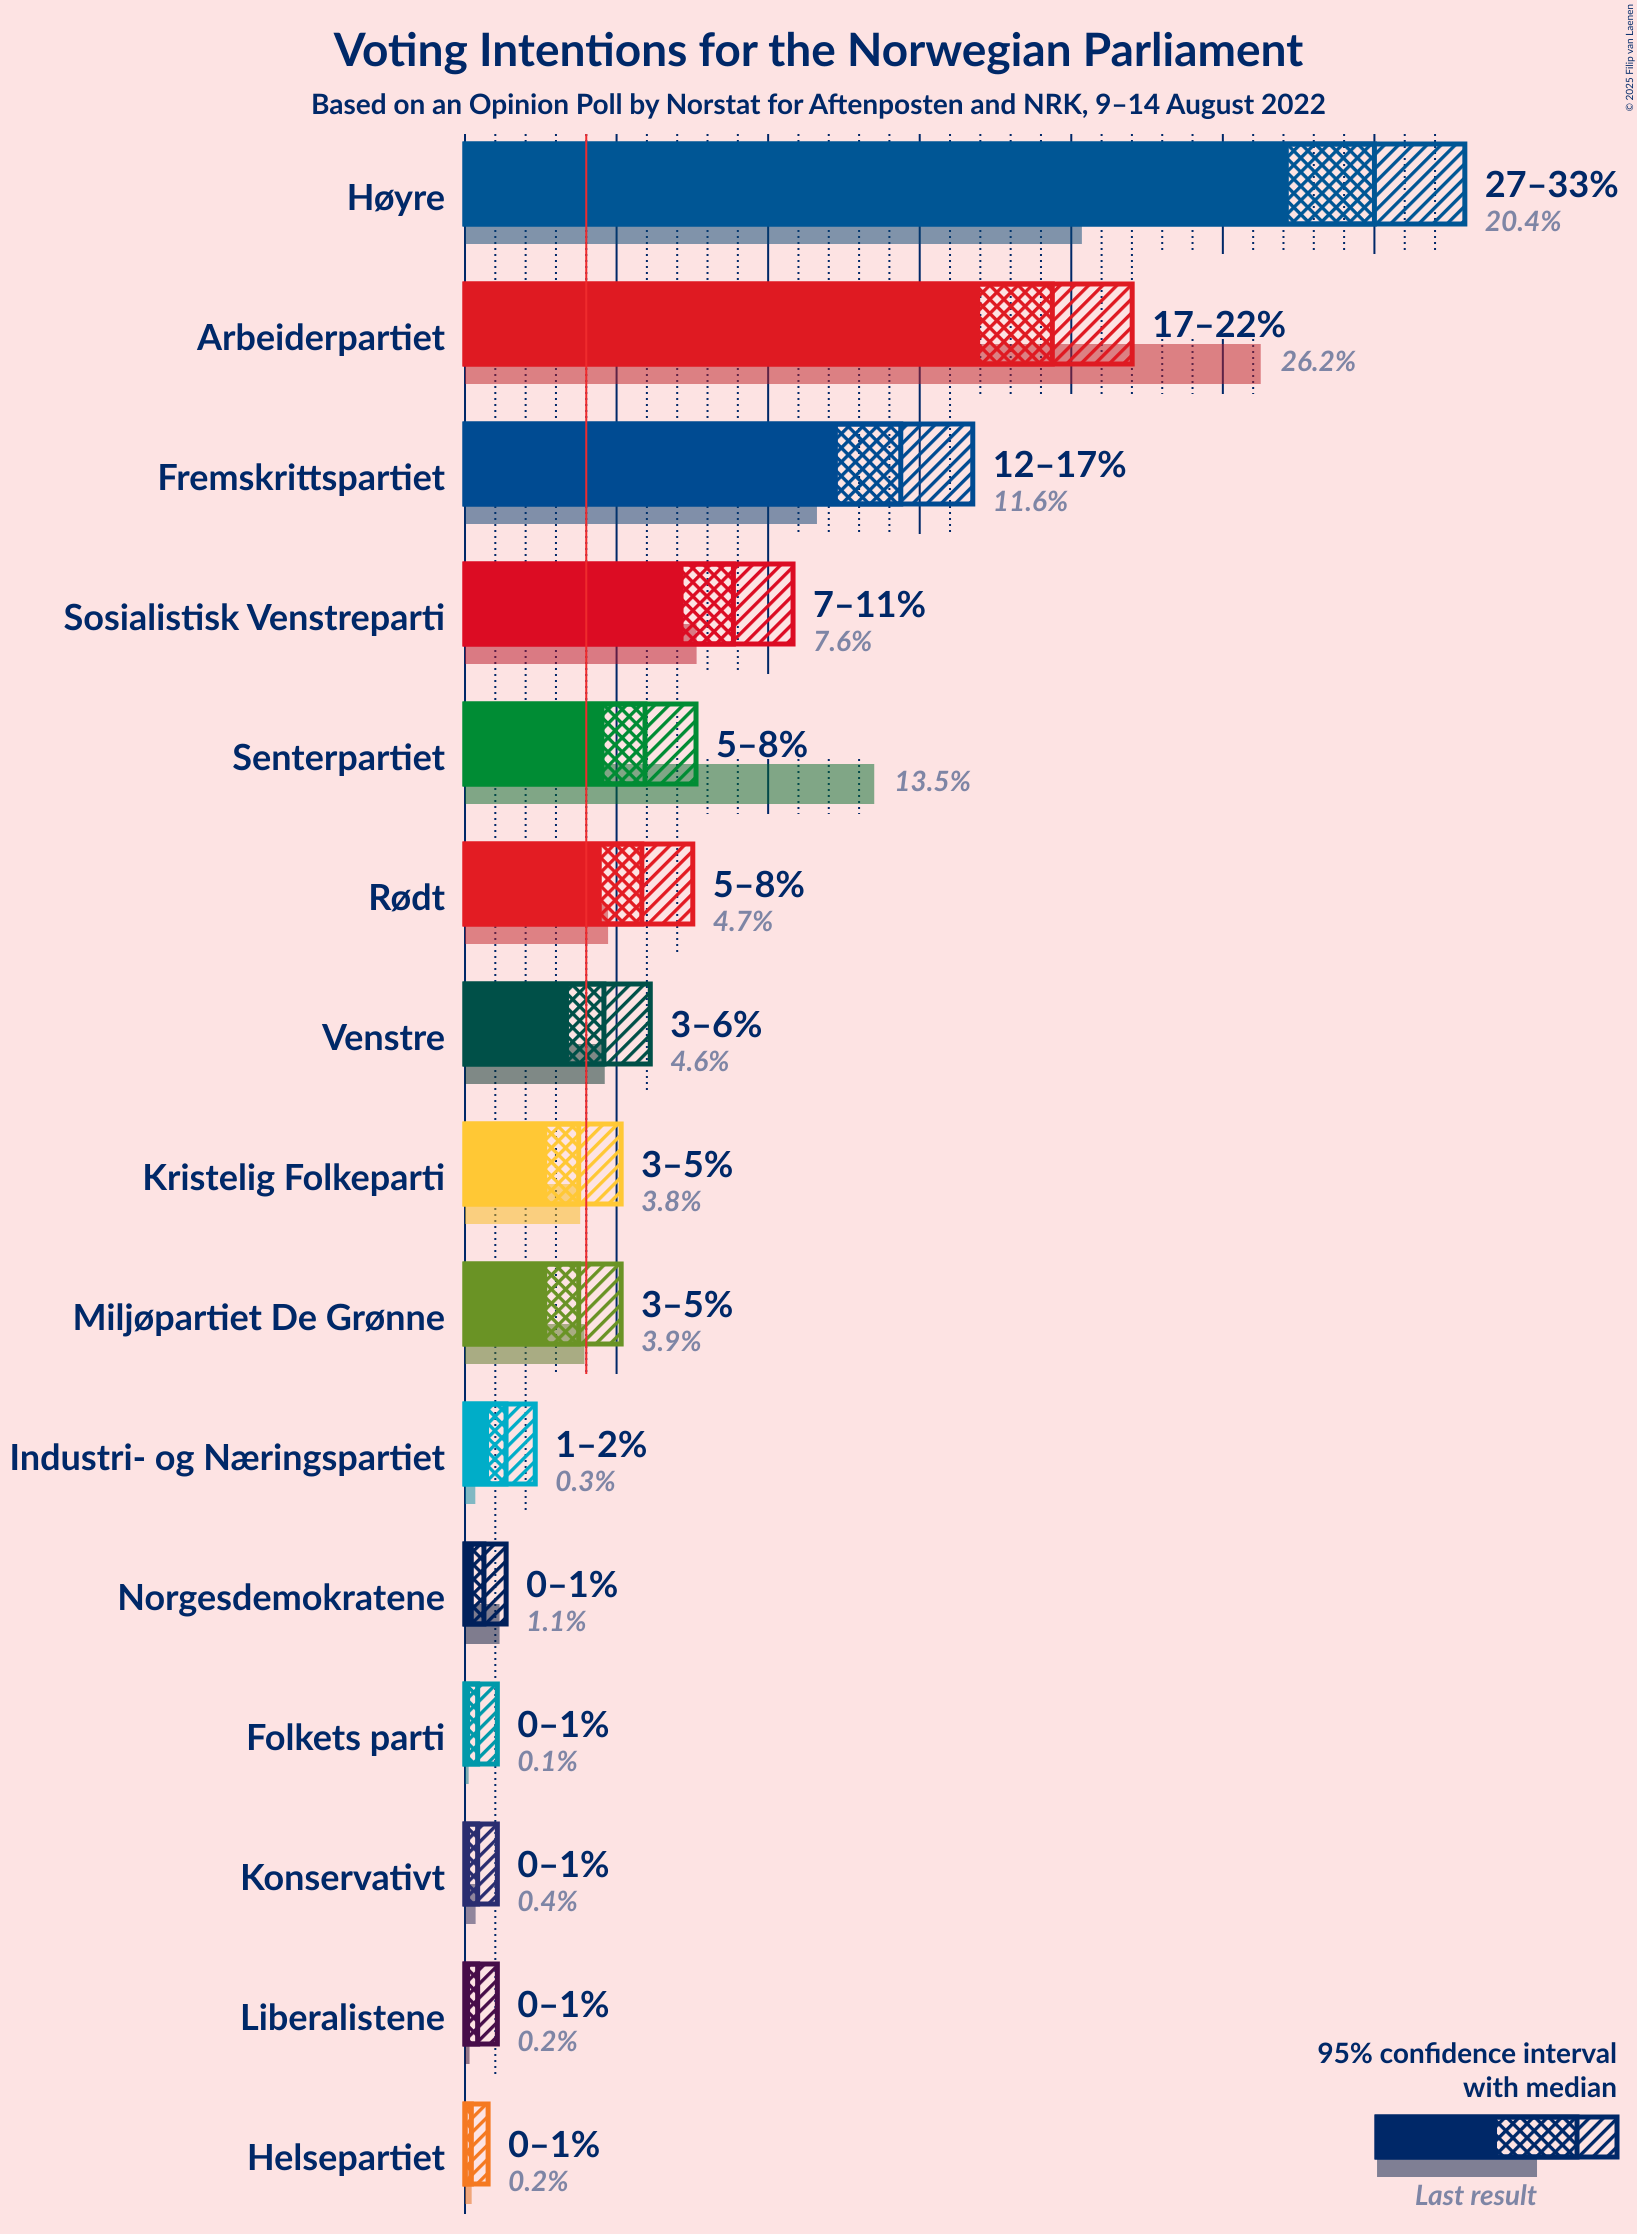 Voting Intentions for the Norwegian Parliament
Based on an Opinion Poll by Norstat for Aftenposten and NRK, 9–14 August 2022
© 2025 Filip van Laenen
Høyre
27–33%
20.4%
Arbeiderpartiet
17–22%
26.2%
Fremskrittspartiet
12–17%
11.6%
Sosialistisk Venstreparti
7–11%
7.6%
Senterpartiet
5–8%
13.5%
Rødt
5–8%
4.7%
Venstre
3–6%
4.6%
Kristelig Folkeparti
3–5%
3.8%
Miljøpartiet De Grønne
3–5%
3.9%
Industri- og Næringspartiet
1–2%
0.3%
Norgesdemokratene
0–1%
1.1%
Folkets parti
0–1%
0.1%
Konservativt
0–1%
0.4%
Liberalistene
0–1%
0.2%
Helsepartiet
0–1%
0.2%
95% confidence interval
with median
Last result